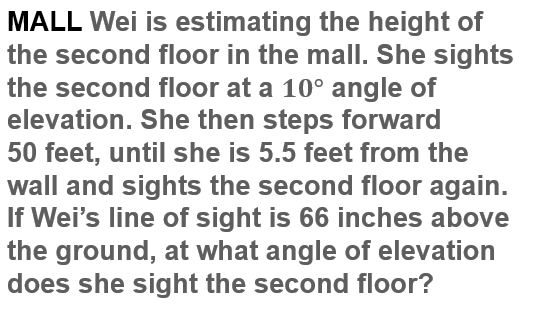 MALL Wei is estimating the height of
the second floor in the mall. She sights
the second floor at a 10° angle of
elevation. She then steps forward
50 feet, until she is 5.5 feet from the
wall and sights the second floor again.
If Wei’s line of sight is 66 inches above
the ground, at what angle of elevation
does she sight the second floor?